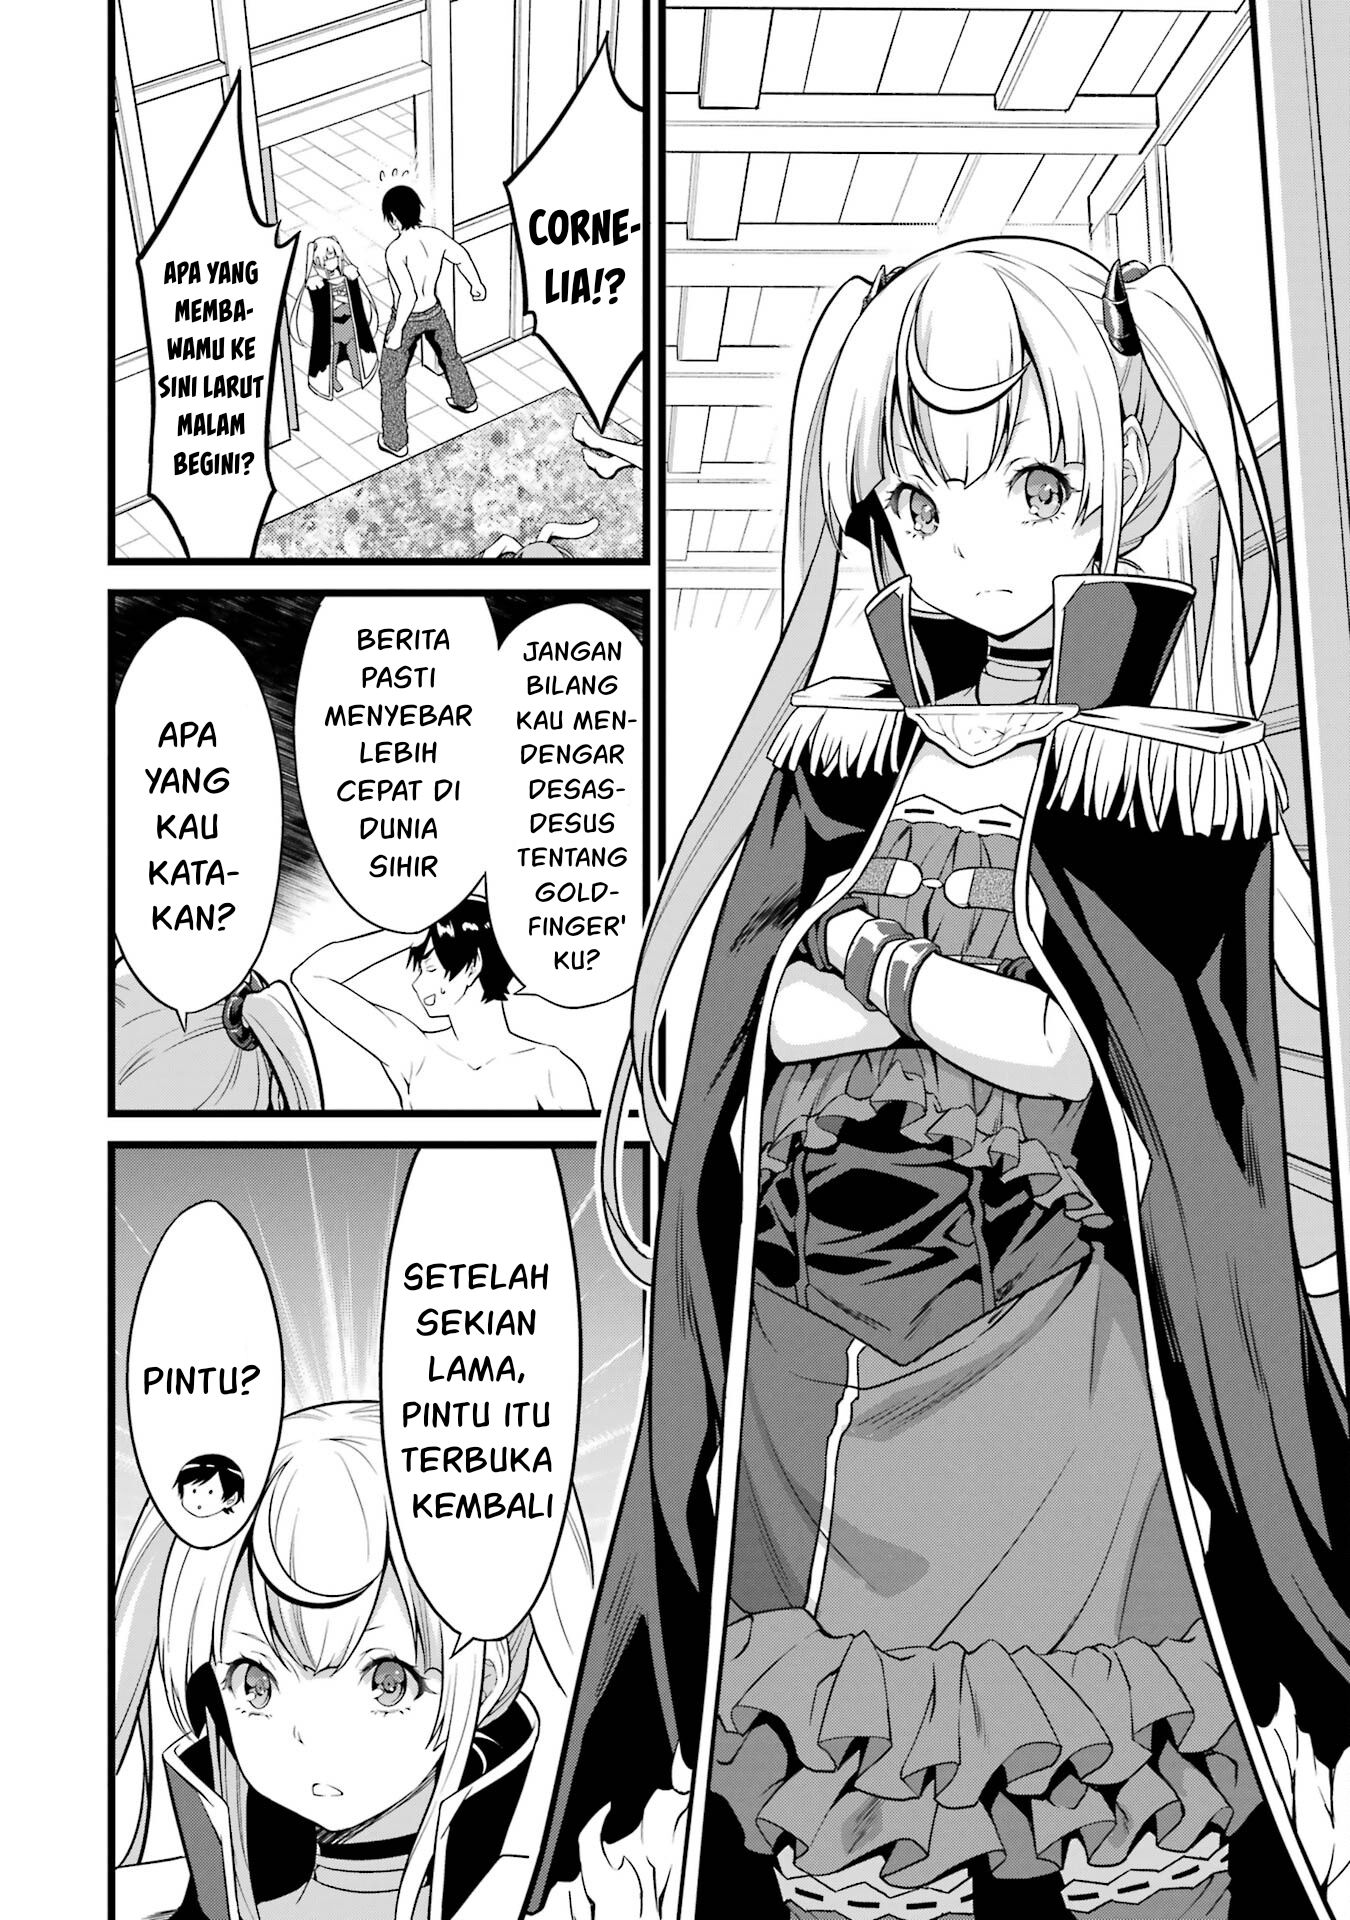 CORNE-
LIA!?
APA YANG
MEMBA-
WAMU KE
SINI LARUT
MALAM
BEGINI?
JANGAN
BILANG
KAU MEN-
DENGAR
DESAS-
DESUS
TENTANG
GOLD-
FINGER'
KU?
BERITA
PASTI
MENYEBAR
LEBIH
CEPAT DI
DUNIA
SIHIR
APA
YANG
KAU
KATA-
KAN?
SETELAH
SEKIAN
LAMA,
PINTU ITU
TERBUKA
KEMBALI
PINTU?